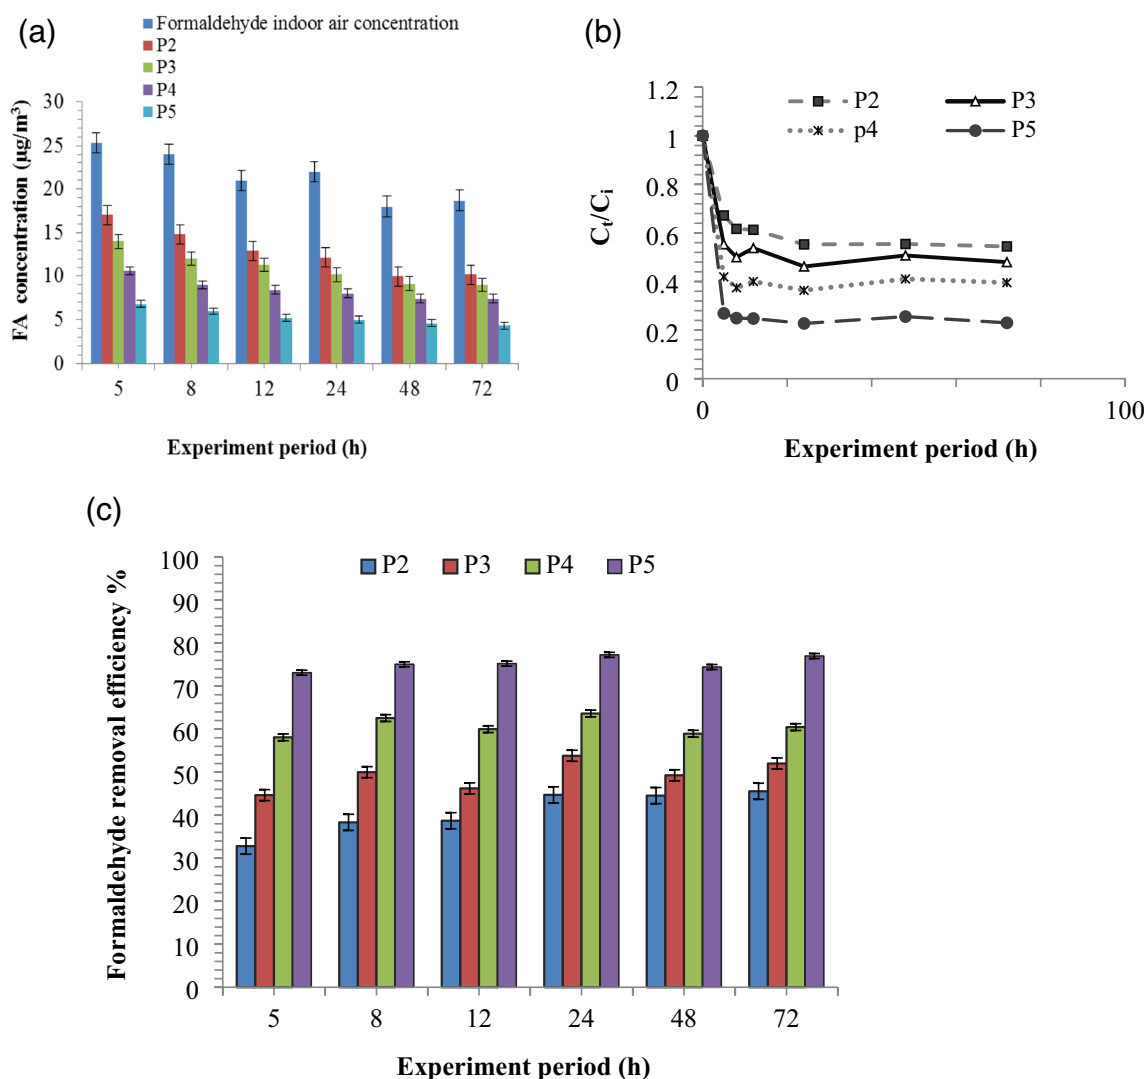 (a)
Formaldehyde indoor air concentration
P2
P3
P4
P5
FA concentration (µg/m³)
30
25
20
15
10
5
0
5 8 12 24 48 72
Experiment period (h)
(b)
P2 P3
p4 P5
Ct/Ci
1.2
1
0.8
0.6
0.4
0.2
0
0 100
Experiment period (h)
(c)
P2 P3 P4 P5
Formaldehyde removal efficiency %
100
90
80
70
60
50
40
30
20
10
0
5 8 12 24 48 72
Experiment period (h)